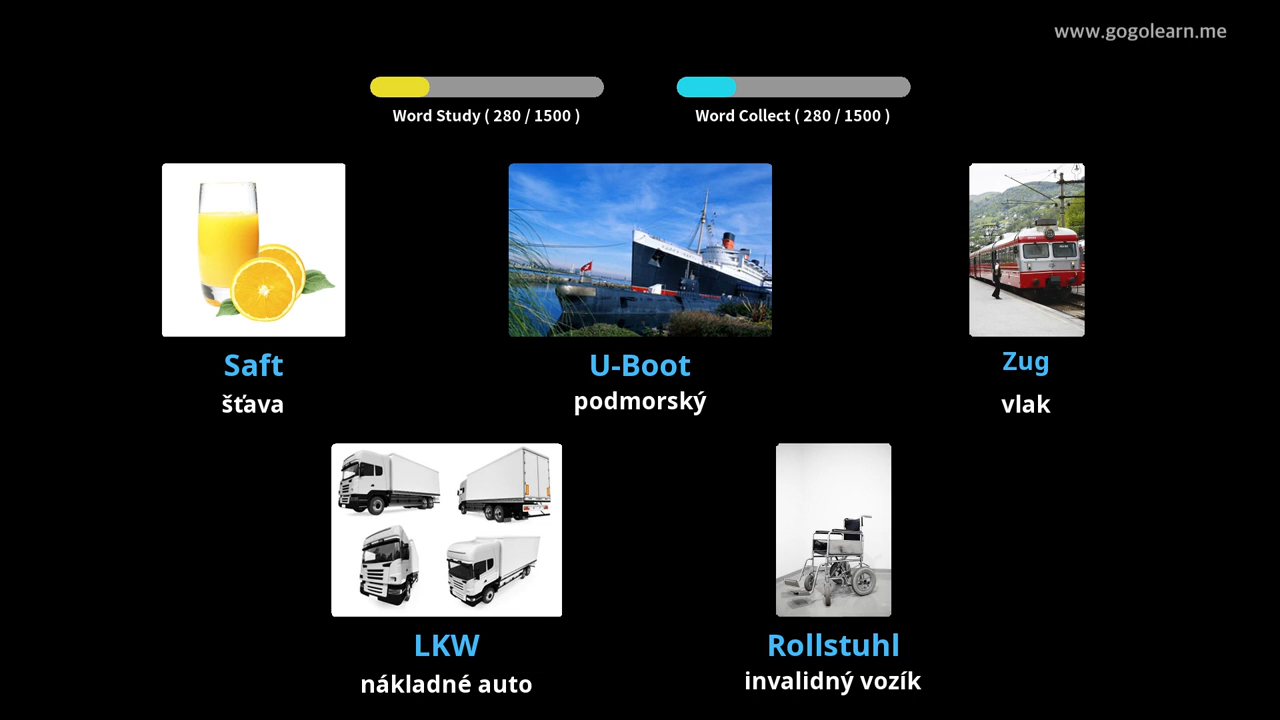 www.gogolearn.me
Word Study ( 280 / 1500 )
Word Collect ( 280 / 1500 )
Saft
šťava
U-Boot
podmorský
Zug
vlak
LKW
nákladné auto
Rollstuhl
invalidný vozík